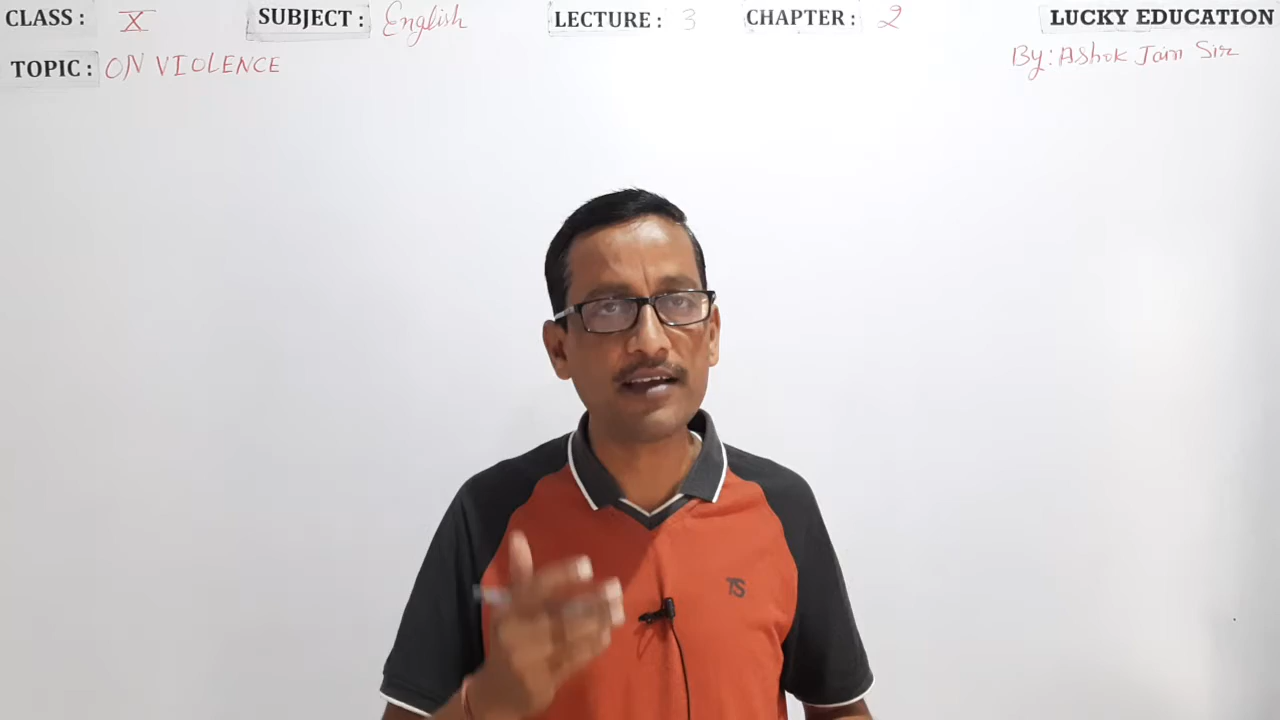 CLASS : X SUBJECT : English LECTURE : 3 CHAPTER : 2 LUCKY EDUCATION
TOPIC : ON VIOLENCE By: Ashok Jain Sir
TS